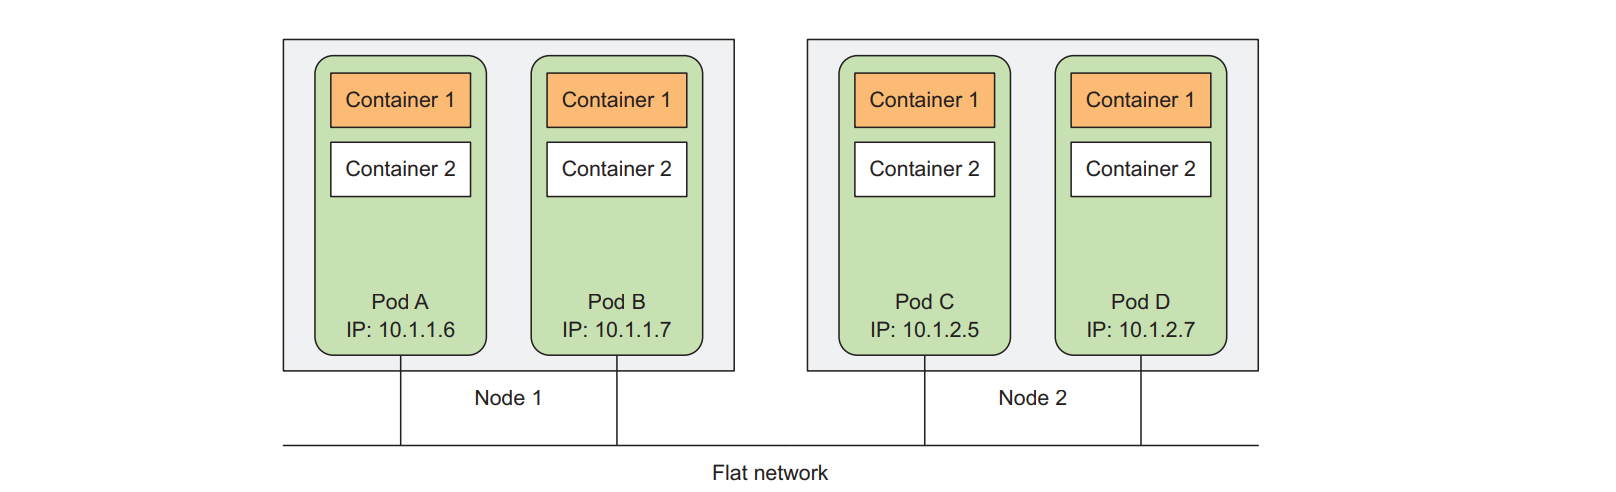 Container 1
Container 2
Pod A
IP: 10.1.1.6
Container 1
Container 2
Pod B
IP: 10.1.1.7
Node 1
Container 1
Container 2
Pod C
IP: 10.1.2.5
Container 1
Container 2
Pod D
IP: 10.1.2.7
Node 2
Flat network